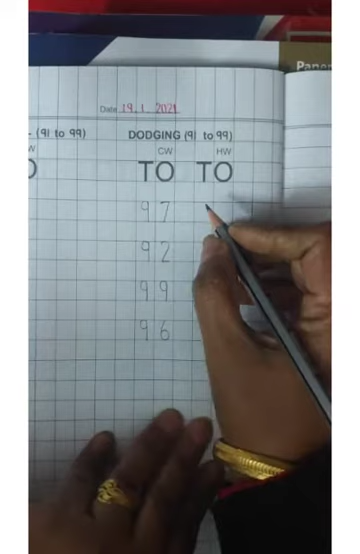 Paper
Date 19.1.2021
- (91 to 99) DODGING (91 to 99)
W CW HW
O TO TO
97
92
99
96